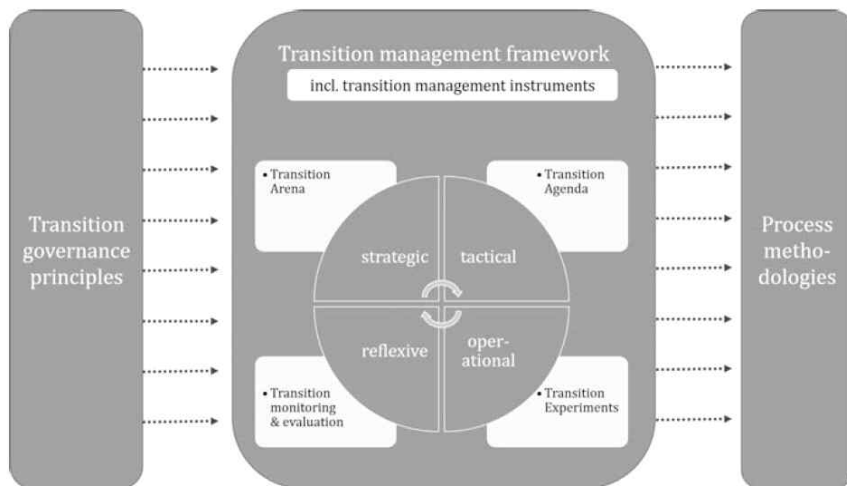 Transition management framework
incl. transition management instruments
Transition
governance
principles
• Transition
Arena
• Transition
Agenda
strategic
tactical
reflexive
oper-
ational
• Transition
monitoring
& evaluation
• Transition
Experiments
Process
metho-
dologies